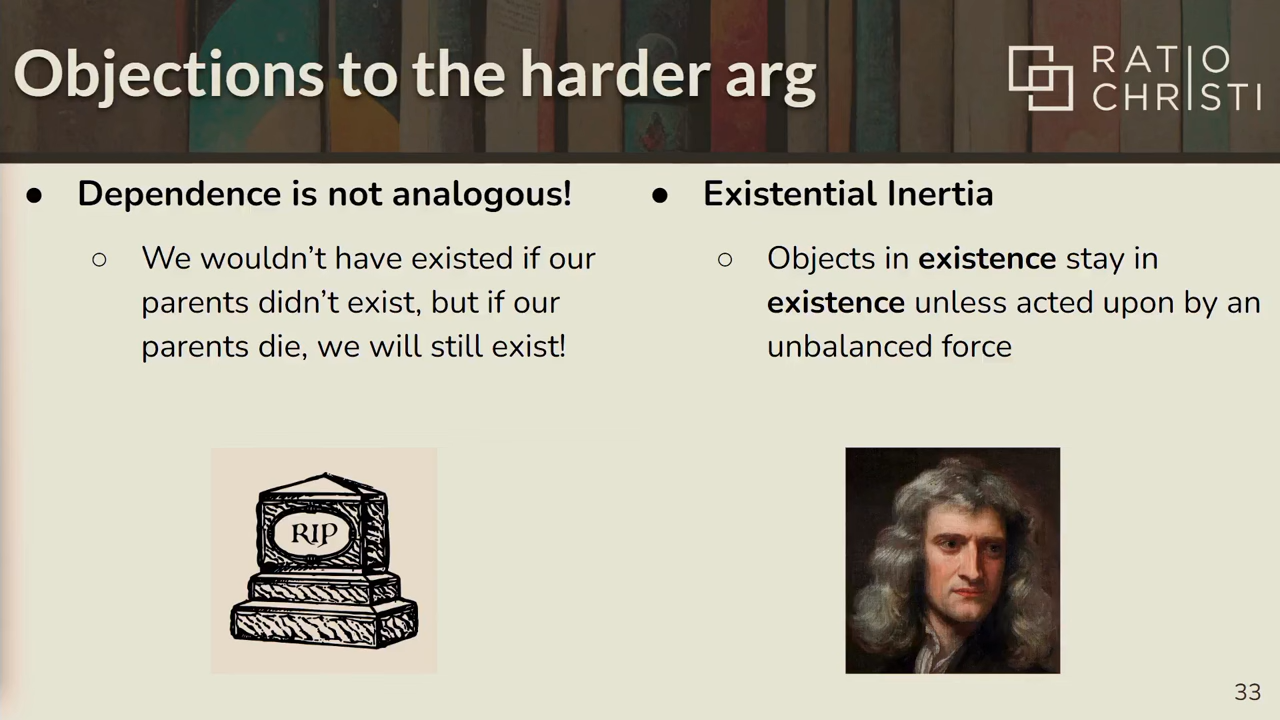 Objections to the harder arg
RATIO
CHRISTI
● Dependence is not analogous!
○ We wouldn’t have existed if our
parents didn’t exist, but if our
parents die, we will still exist!
RIP
● Existential Inertia
○ Objects in existence stay in
existence unless acted upon by an
unbalanced force
33